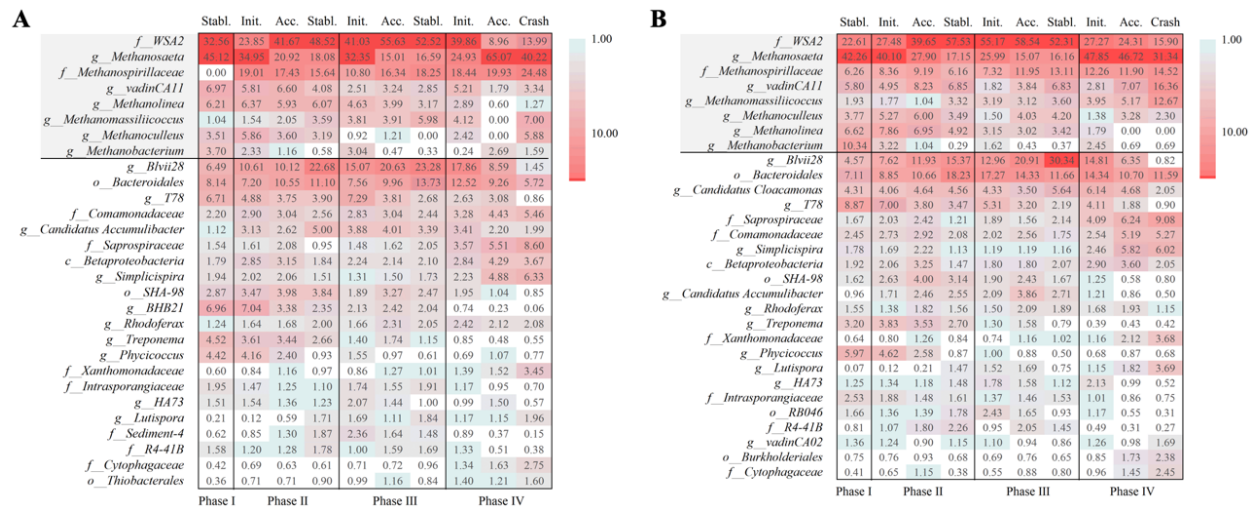 A
Stabl. Init. Acc. Stabl. Init. Acc. Stabl. Init. Acc. Crash
f__WSA2 32.56 23.85 41.67 48.52 41.03 55.63 52.52 39.86 8.96 13.99
g__Methanosaeta 45.12 34.95 20.92 18.08 32.35 15.01 16.59 24.93 65.07 40.22
f__Methanospirillaceae 0.00 19.01 17.43 15.64 10.80 16.34 18.25 18.44 19.93 24.48
g__vadinCA11 6.97 5.81 6.60 4.08 2.51 3.24 2.85 5.21 1.79 3.34
g__Methanolinea 6.21 6.37 5.93 6.07 4.63 3.99 3.17 2.89 0.60 1.27
g__Methanomassiliicoccus 1.04 1.54 2.05 3.59 3.81 3.91 5.98 4.12 0.00 7.00
g__Methanoculleus 3.51 5.86 3.60 3.19 0.92 1.21 0.00 2.42 0.00 5.88
g__Methanobacterium 3.70 2.33 1.16 0.58 3.04 0.47 0.33 0.24 2.69 1.59
g__Blvii28 6.49 10.61 10.12 22.68 15.07 20.63 23.28 17.86 8.59 1.45
o__Bacteroidales 8.14 7.20 10.55 11.10 7.56 9.96 13.73 12.52 9.26 5.72
g__T78 6.71 4.88 3.75 3.90 7.29 3.81 2.68 2.63 3.08 0.86
f__Comamonadaceae 2.20 2.90 3.04 2.56 2.83 3.04 2.44 3.28 4.43 5.46
g__Candidatus Accumulibacter 1.12 3.13 2.62 5.00 3.88 4.01 3.39 3.41 2.20 1.99
f__Saprospiraceae 1.54 1.61 2.08 0.95 1.48 1.62 2.05 3.57 5.51 8.60
c__Betaproteobacteria 1.79 2.85 3.15 1.84 2.24 2.14 2.10 2.84 4.29 3.67
g__Simplicispira 1.94 2.02 2.06 1.51 1.31 1.50 1.73 2.23 4.88 6.33
o__SHA-98 2.87 3.47 3.98 3.84 1.89 3.27 2.47 1.95 1.04 0.85
g__BHB21 6.96 7.04 3.38 2.35 2.13 2.42 2.04 0.74 0.23 0.06
g__Rhodoferax 1.24 1.64 1.68 2.00 1.66 2.31 2.05 2.42 2.12 2.08
g__Treponema 4.52 3.61 3.44 2.66 1.40 1.74 1.15 0.85 0.48 0.55
g__Phycicoccus 4.42 4.16 2.40 0.93 1.55 0.97 0.61 0.69 1.07 0.77
f__Xanthomonadaceae 0.60 0.84 1.16 0.97 0.86 1.27 1.01 1.39 1.52 3.45
f__Intrasporangiaceae 1.95 1.47 1.25 1.10 1.74 1.55 1.91 1.17 0.95 0.70
g__HA73 1.51 1.54 1.36 1.23 2.07 1.44 1.00 0.99 1.50 0.57
g__Lutispora 0.21 0.12 0.59 1.71 1.69 1.11 1.84 1.17 1.15 1.96
f__Sediment-4 0.62 0.85 1.30 1.87 2.36 1.64 1.48 0.89 0.37 0.15
f__R4-41B 1.58 1.20 1.28 1.78 1.00 1.59 1.69 1.33 0.51 0.38
f__Cytophagaceae 0.42 0.69 0.63 0.61 0.71 0.72 0.96 1.34 1.63 2.75
o__Thiobacterales 0.36 0.71 0.71 0.90 0.99 1.16 0.84 1.40 1.21 1.60
Phase I Phase II Phase III Phase IV
1.00
10.00
B
Stabl. Init. Acc. Stabl. Init. Acc. Stabl. Init. Acc. Crash
f__WSA2 22.61 27.48 39.65 57.53 55.17 58.54 52.31 27.27 24.31 15.90
g__Methanosaeta 42.26 40.10 27.90 17.15 25.99 15.07 16.16 47.85 46.72 31.34
f__Methanospirillaceae 6.26 8.36 9.19 6.16 7.32 11.95 13.11 12.26 11.90 14.52
g__vadinCA11 5.80 4.95 8.23 6.85 1.82 3.84 6.83 2.81 7.07 16.36
g__Methanomassiliicoccus 1.93 1.77 1.04 3.32 3.19 3.12 3.60 3.95 5.17 12.67
g__Methanoculleus 3.77 5.27 6.00 3.49 1.50 4.03 4.20 1.38 3.28 2.30
g__Methanolinea 6.62 7.86 6.95 4.92 3.15 3.02 3.42 1.79 0.00 0.00
g__Methanobacterium 10.34 3.22 1.04 0.29 1.62 0.43 0.37 2.45 0.69 0.69
g__Blvii28 4.57 7.62 11.93 15.37 12.96 20.91 30.34 14.81 6.35 0.82
o__Bacteroidales 7.11 8.85 10.66 18.23 17.27 14.33 11.66 14.34 10.70 11.59
g__Candidatus Cloacamonas 4.31 4.06 4.64 4.56 4.33 3.50 5.64 6.14 4.68 2.05
g__T78 8.87 7.00 3.80 3.47 5.31 3.20 2.19 4.11 1.88 0.90
f__Saprospiraceae 1.67 2.03 2.42 1.21 1.89 1.56 2.14 4.09 6.24 9.08
f__Comamonadaceae 2.45 2.73 2.92 2.08 2.02 2.56 1.75 2.54 5.19 5.27
g__Simplicispira 1.78 1.69 2.22 1.13 1.19 1.19 1.16 2.46 5.82 6.02
c__Betaproteobacteria 1.92 2.06 3.25 1.47 1.80 1.80 2.07 2.90 3.60 2.05
o__SHA-98 1.62 2.63 4.00 3.14 1.90 2.43 1.67 1.25 0.58 0.80
g__Candidatus Accumulibacter 0.96 1.71 2.46 2.55 2.09 3.86 2.71 1.21 0.86 0.50
g__Rhodoferax 1.55 1.38 1.82 1.56 1.50 2.09 1.89 1.68 1.93 1.15
g__Treponema 3.20 3.83 3.53 2.70 1.30 1.58 0.79 0.39 0.43 0.42
f__Xanthomonadaceae 0.64 0.80 1.26 0.84 0.74 1.16 1.02 1.16 2.12 3.68
g__Phycicoccus 5.97 4.62 2.58 0.87 1.00 0.88 0.50 0.68 0.87 0.68
g__Lutispora 0.07 0.12 0.21 1.47 1.52 1.69 0.75 1.15 1.82 3.69
g__HA73 1.25 1.34 1.18 1.48 1.78 1.58 1.12 2.13 0.99 0.52
f__Intrasporangiaceae 2.53 1.88 1.48 1.61 1.37 1.46 1.53 1.01 0.86 0.75
o__RB046 1.66 1.36 1.39 1.78 2.43 1.65 0.93 1.17 0.55 0.31
f__R4-41B 0.81 1.07 1.80 2.26 0.95 2.05 1.45 0.49 0.31 0.27
g__vadinCA02 1.36 1.24 0.90 1.15 1.10 0.94 0.86 1.26 0.98 1.69
o__Burkholderiales 0.75 0.76 0.93 0.68 0.69 0.76 0.65 0.85 1.73 2.38
f__Cytophagaceae 0.41 0.65 1.15 0.38 0.55 0.88 0.80 0.96 1.45 2.45
Phase I Phase II Phase III Phase IV
1.00
10.00